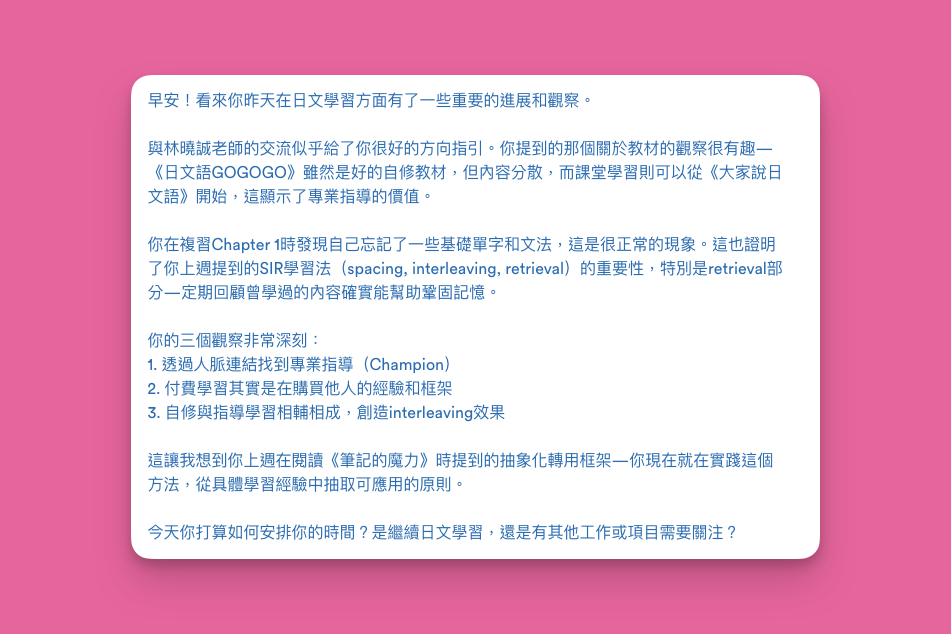 早安！看來你昨天在日文學習方面有了一些重要的進展和觀察。
與林曉誠老師的交流似乎給了你很好的方向指引。你提到的那個關於教材的觀察很有趣—
《日文語GOGOGO》雖然是好的自修教材，但內容分散，而課堂學習則可以從《大家說日
文語》開始，這顯示了專業指導的價值。
你在複習Chapter 1時發現自己忘記了一些基礎單字和文法，這是很正常的現象。這也證明
了你上週提到的SIR學習法（spacing, interleaving, retrieval）的重要性，特別是retrieval部
分—定期回顧曾學過的內容確實能幫助鞏固記憶。
你的三個觀察非常深刻：
1. 透過人脈連結找到專業指導（Champion）
2. 付費學習其實是在購買他人的經驗和框架
3. 自修與指導學習相輔相成，創造interleaving效果
這讓我想到你上週在閱讀《筆記的魔力》時提到的抽象化轉用框架—你現在就在實踐這個
方法，從具體學習經驗中抽取可應用的原則。
今天你打算如何安排你的時間？是繼續日文學習，還是有其他工作或項目需要關注？